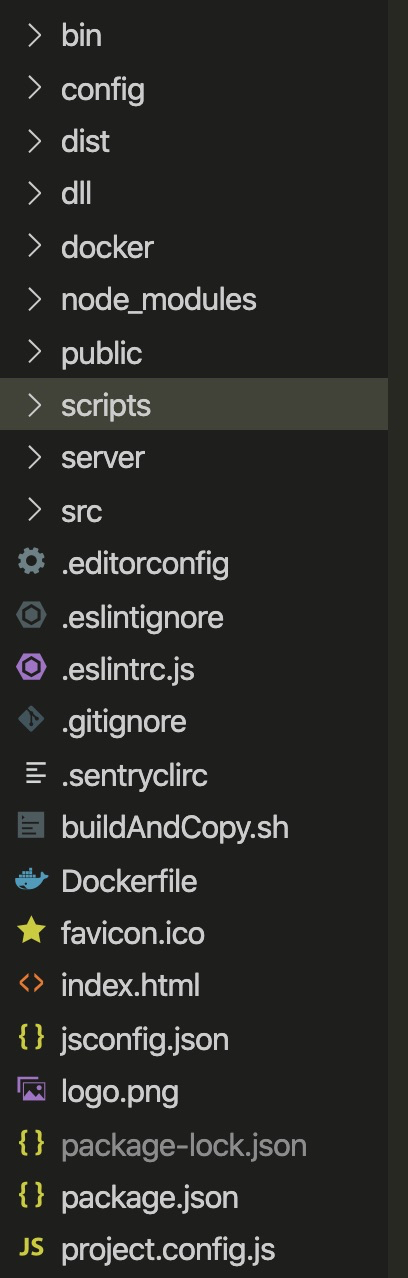 bin
config
dist
dll
docker
node_modules
public
scripts
server
src
.editorconfig
.eslintignore
.eslintrc.js
.gitignore
.sentryclirc
buildAndCopy.sh
Dockerfile
favicon.ico
index.html
jsconfig.json
logo.png
package-lock.json
package.json
JS project.config.js